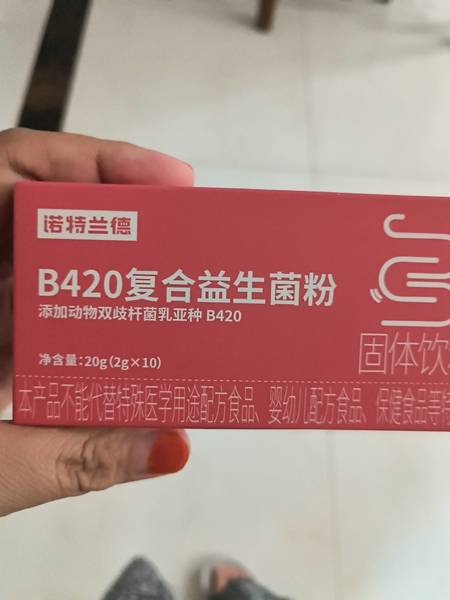 诺特兰德
B420复合益生菌粉
添加动物双歧杆菌乳亚种 B420
净含量:20g(2g×10)
固体饮
本产品不能代替特殊医学用途配方食品、婴幼儿配方食品、保健食品等特